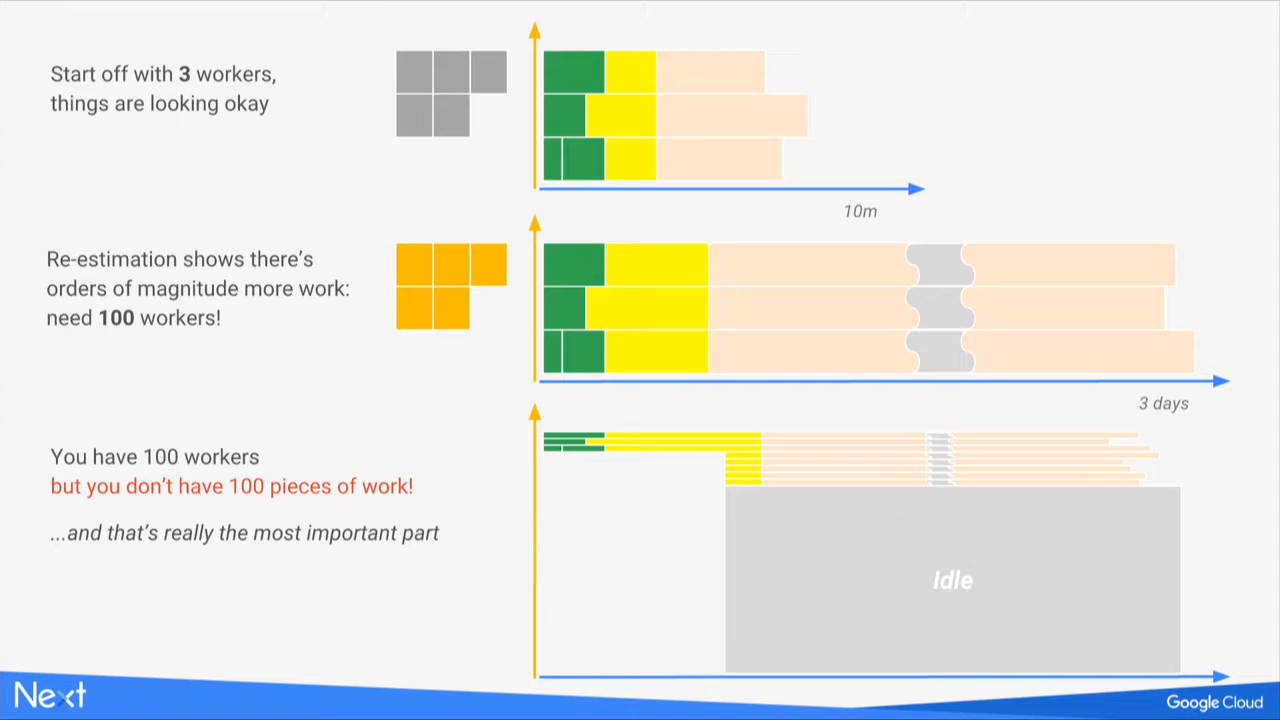 Start off with 3 workers,
things are looking okay
10m
Re-estimation shows there's
orders of magnitude more work:
need 100 workers!
3 days
You have 100 workers
but you don't have 100 pieces of work!
...and that's really the most important part
Idle
Next
Google Cloud